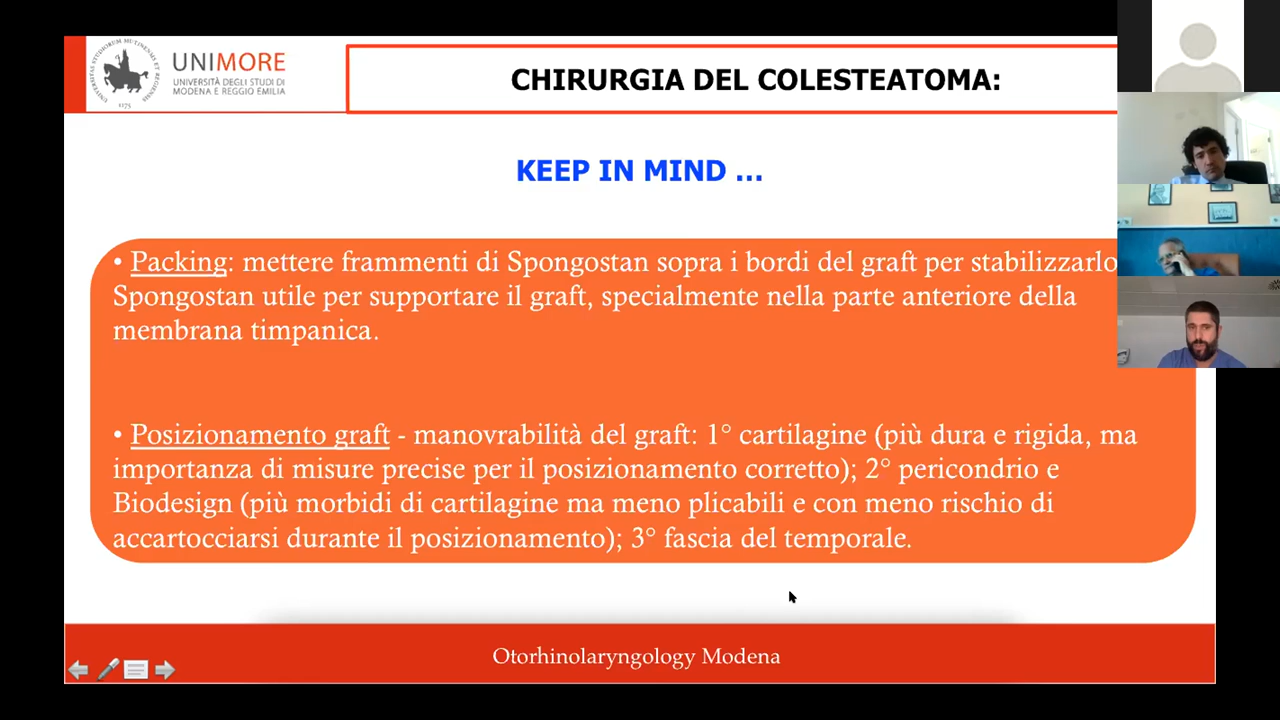 UNIMORE
UNIVERSITÀ DEGLI STUDI DI
MODENA E REGGIO EMILIA
1175
CHIRURGIA DEL COLESTEATOMA:
KEEP IN MIND ...
• Packing: mettere frammenti di Spongostan sopra i bordi del graft per stabilizzarlo
Spongostan utile per supportare il graft, specialmente nella parte anteriore della
membrana timpanica.
• Posizionamento graft - manovrabilità del graft: 1° cartilagine (più dura e rigida, ma
importanza di misure precise per il posizionamento corretto); 2° pericondrio e
Biodesign (più morbidi di cartilagine ma meno plicabili e con meno rischio di
accartocciarsi durante il posizionamento); 3° fascia del temporale.
Otorhinolaryngology Modena